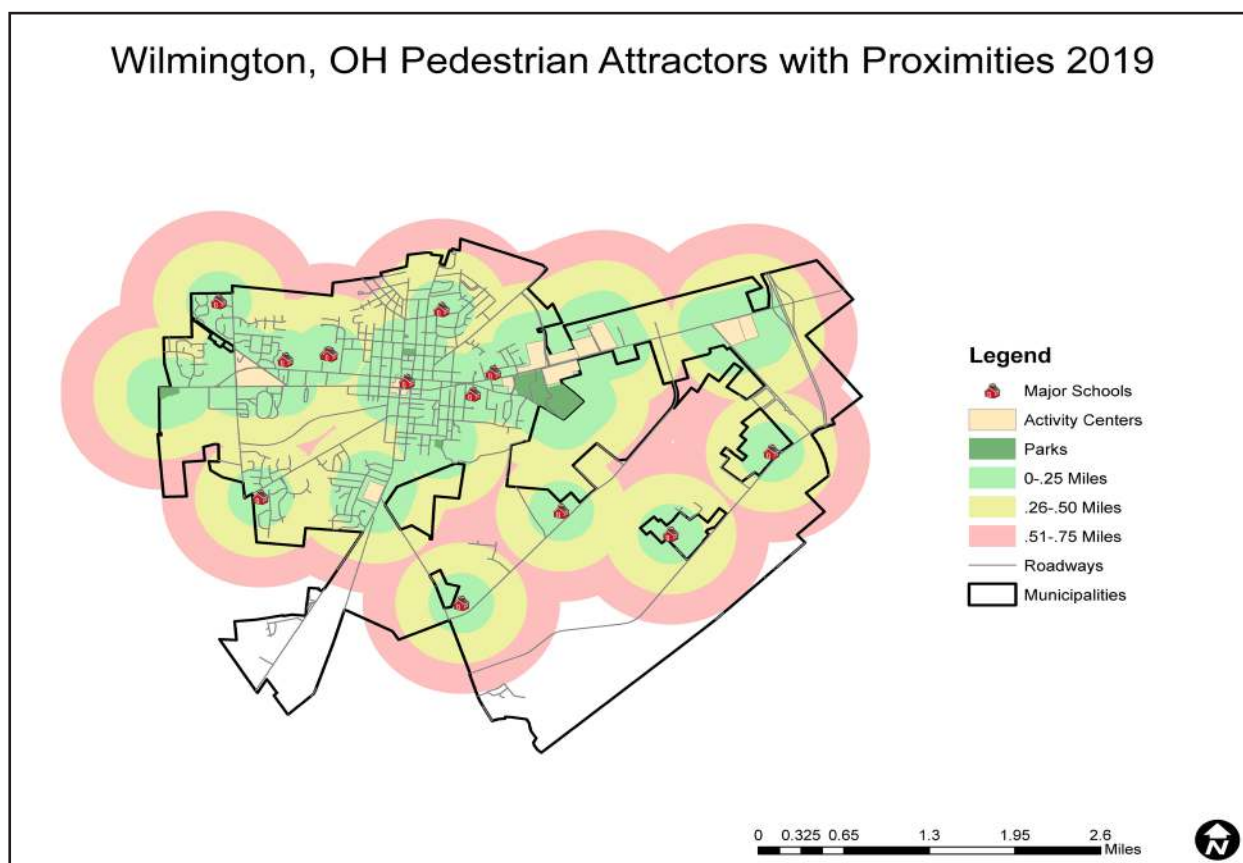 Wilmington, OH Pedestrian Attractors with Proximities 2019
Legend
Major Schools
Activity Centers
Parks
0-.25 Miles
.26-.50 Miles
.51-.75 Miles
Roadways
Municipalities
0 0.325 0.65 1.3 1.95 2.6
Miles
N